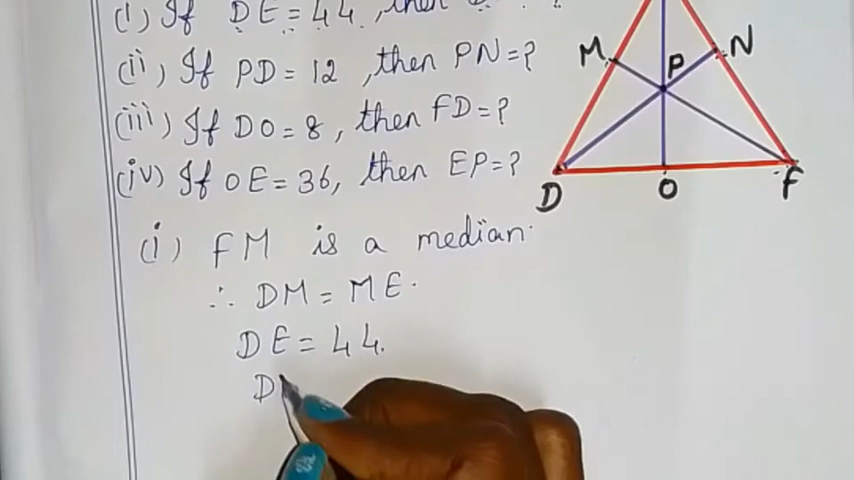 (i) If DE = 44, then
(ii) If PD = 12, then PN = ?
(iii) If DO = 8, then FD = ?
(iv) If OE = 36, then EP = ?
M
P
N
D
O
F
(i) FM is a median.
∴ DM = ME.
DE = 44.
D